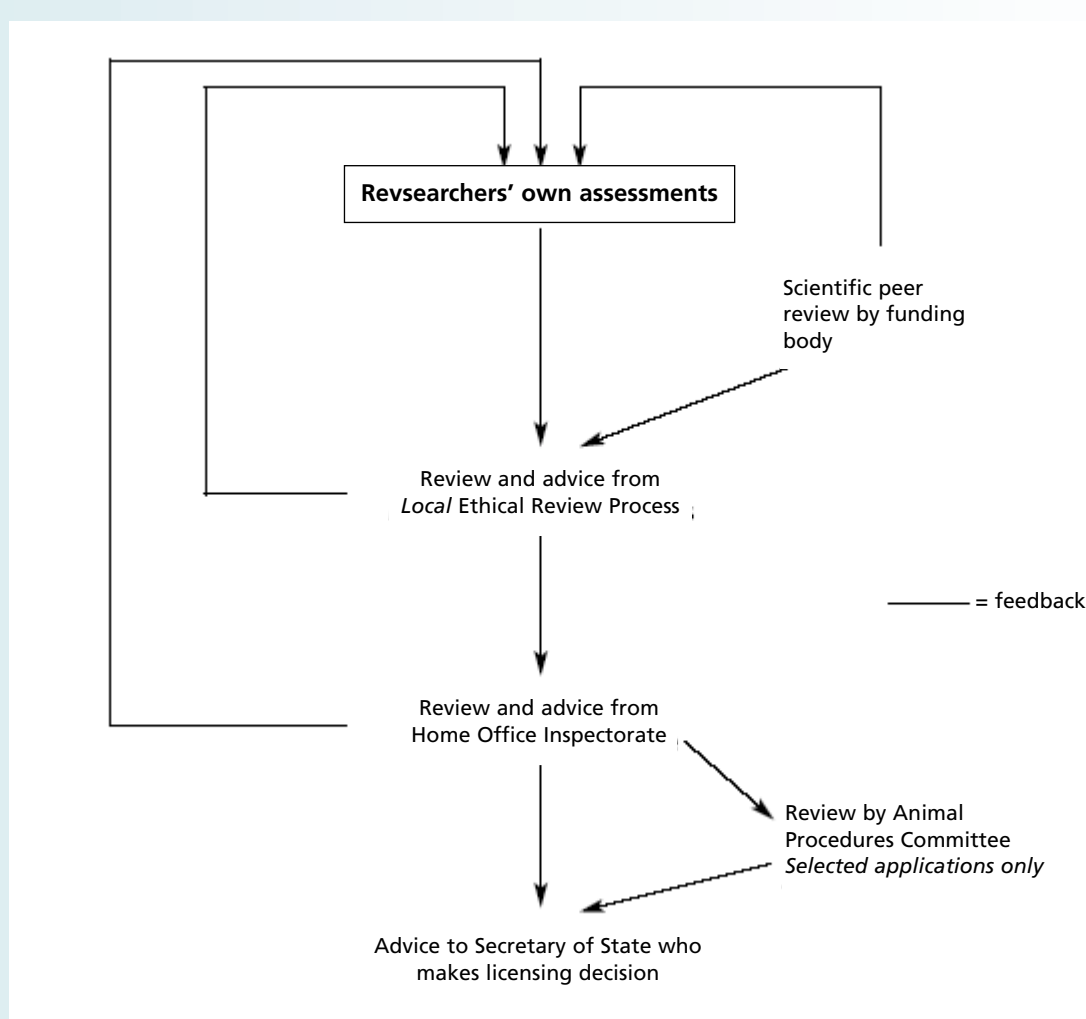 Revsearchers' own assessments
Scientific peer
review by funding
body
Review and advice from
Local Ethical Review Process
= feedback
Review and advice from
Home Office Inspectorate
Review by Animal
Procedures Committee
Selected applications only
Advice to Secretary of State who
makes licensing decision